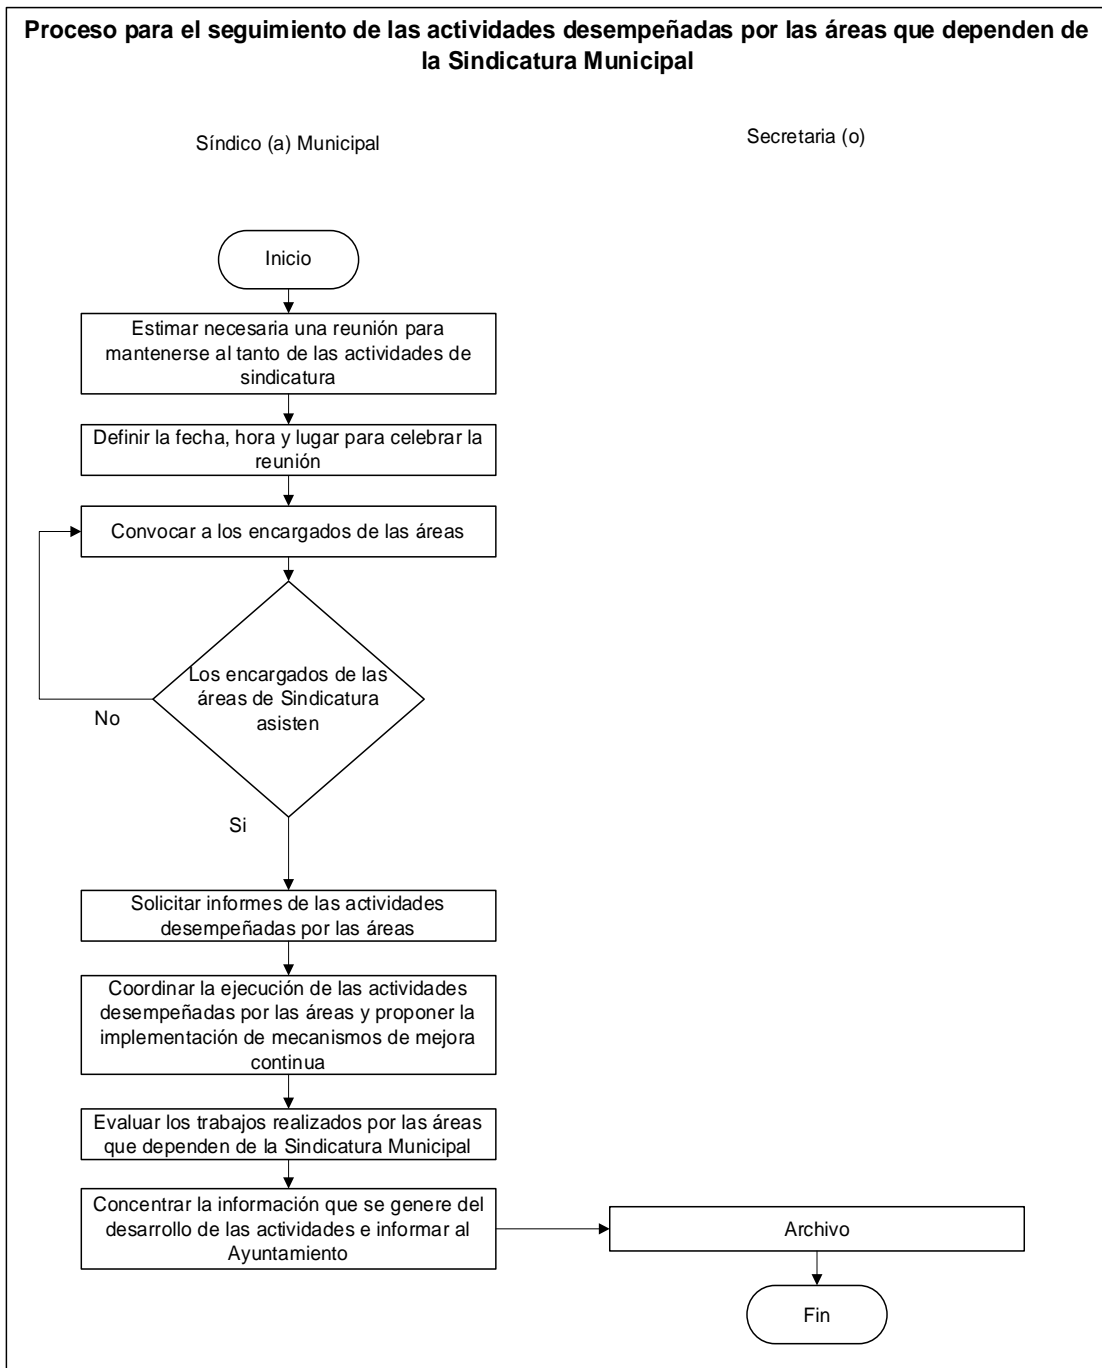 Proceso para el seguimiento de las actividades desempeñadas por las áreas que dependen de
la Sindicatura Municipal
Síndico (a) Municipal
Secretaria (o)
Inicio
Estimar necesaria una reunión para
mantenerse al tanto de las actividades de
sindicatura
Definir la fecha, hora y lugar para celebrar la
reunión
Convocar a los encargados de las áreas
Los encargados de las
áreas de Sindicatura
asisten
No
Si
Solicitar informes de las actividades
desempeñadas por las áreas
Coordinar la ejecución de las actividades
desempeñadas por las áreas y proponer la
implementación de mecanismos de mejora
continua
Evaluar los trabajos realizados por las áreas
que dependen de la Sindicatura Municipal
Concentrar la información que se genere del
desarrollo de las actividades e informar al
Ayuntamiento
Archivo
Fin